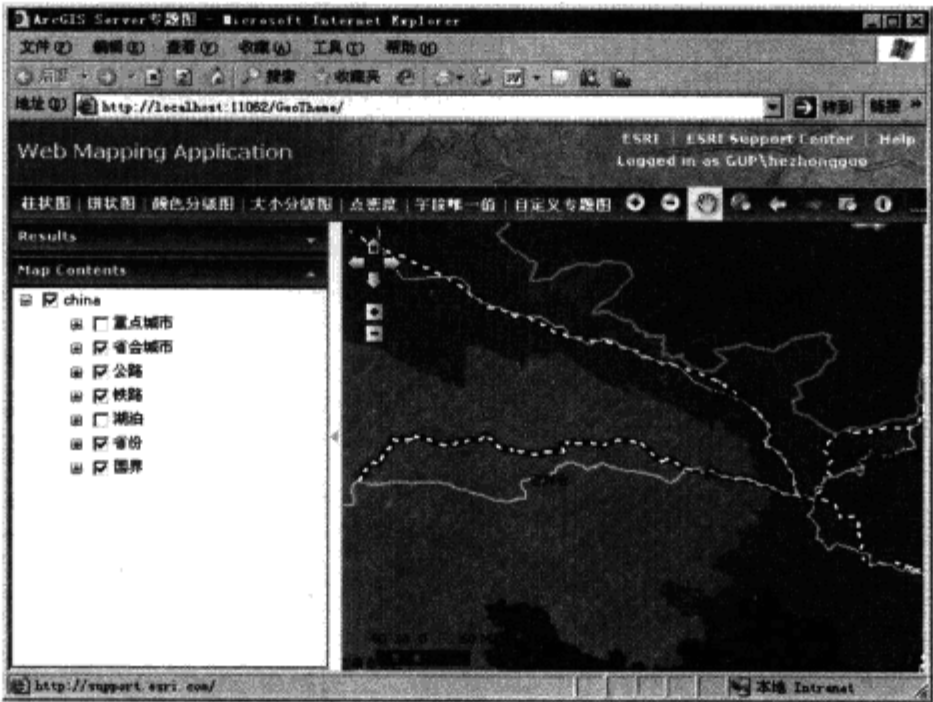 ArcGIS Server专题图 - Microsoft Internet Explorer
文件(F) 编辑(E) 查看(V) 收藏(A) 工具(T) 帮助(H)
后退 搜索 收藏夹
地址(D) http://localhost:11062/GeoTheme/ 转到 链接 »
Web Mapping Application
ESRI | ESRI Support Center | Help
Logged in as GUP\hezhonggao
柱状图 | 饼状图 | 颜色分级图 | 大小分级图 | 点密度 | 字段唯一值 | 自定义专题图
Results
Map Contents
china
重点城市
省会城市
公路
铁路
湖泊
省份
国界
http://support.esri.com/
本地 Intranet